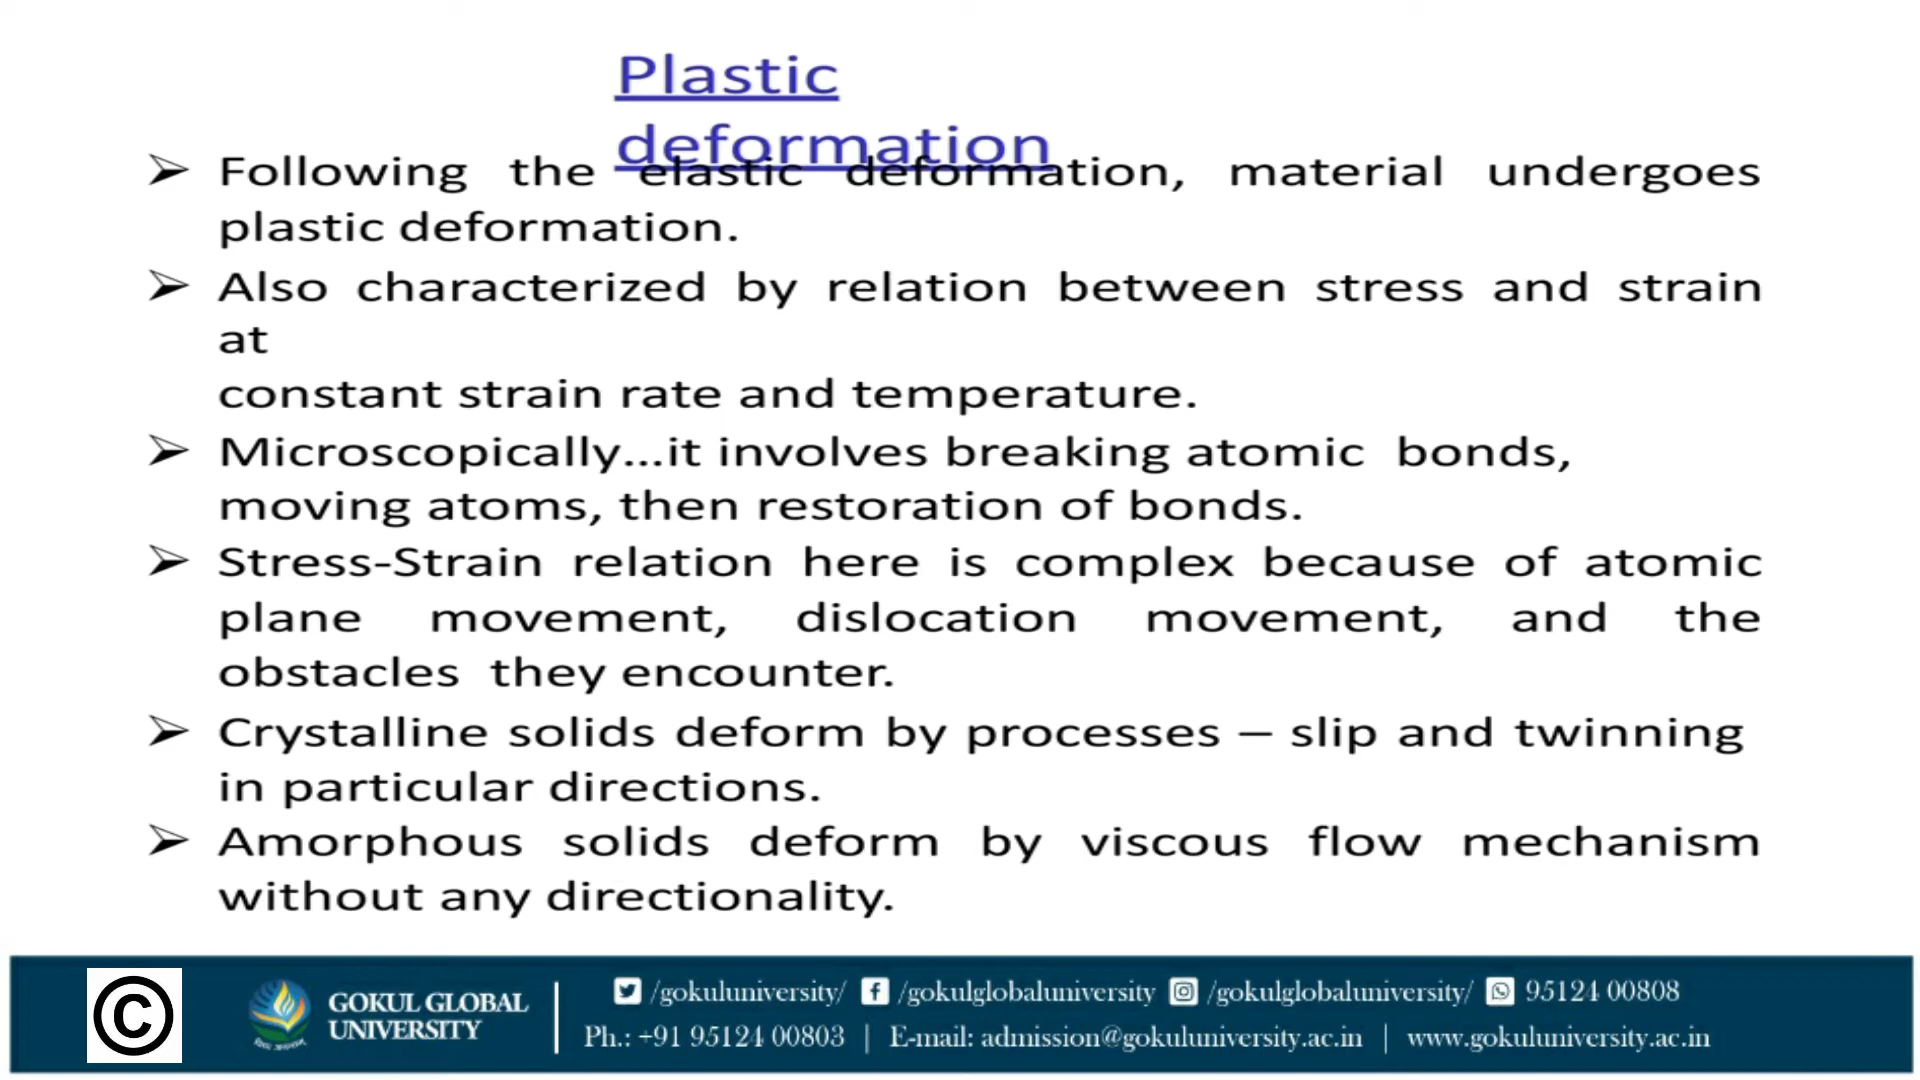 Plastic
deformation
Following the elastic deformation, material undergoes
plastic deformation.
Also characterized by relation between stress and strain
at
constant strain rate and temperature.
Microscopically…it involves breaking atomic bonds,
moving atoms, then restoration of bonds.
Stress-Strain relation here is complex because of atomic
plane movement, dislocation movement, and the
obstacles they encounter.
Crystalline solids deform by processes – slip and twinning
in particular directions.
Amorphous solids deform by viscous flow mechanism
without any directionality.
©
GOKUL GLOBAL
UNIVERSITY
/gokuluniversity/ /gokulglobaluniversity /gokulglobaluniversity/ 95124 00808
Ph.: +91 95124 00803 | E-mail: admission@gokuluniversity.ac.in | www.gokuluniversity.ac.in